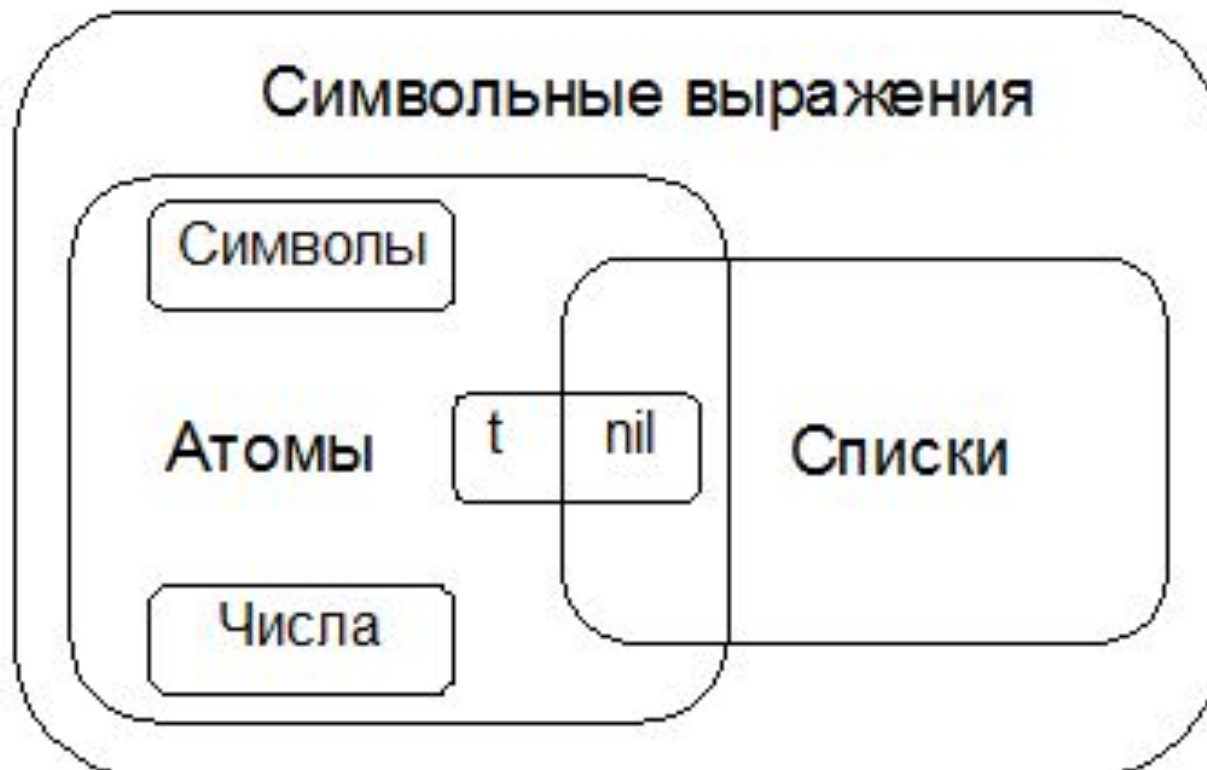 Символьные выражения
Символы
Атомы
t
nil
Списки
Числа